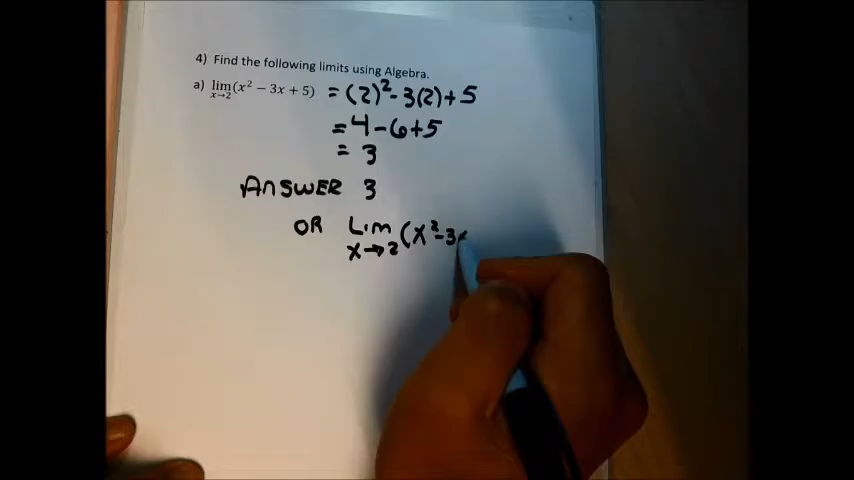 4) Find the following limits using Algebra.
a) lim x→2 (x² − 3x + 5) = (2)² - 3(2) + 5
= 4 - 6 + 5
= 3
ANSWER 3
OR Lim x→2 (x² - 3